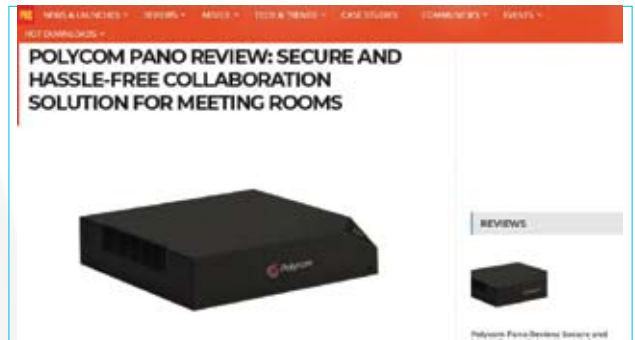 NEWS & LAUNCHES REVIEWS ADVICE TECH & TRENDS CASE STUDIES COMMUNITIES EVENTS
HOT DOWNLOADS
POLYCOM PANO REVIEW: SECURE AND
HASSLE-FREE COLLABORATION
SOLUTION FOR MEETING ROOMS
Polycom
REVIEWS
Polycom Pano Review: Secure and